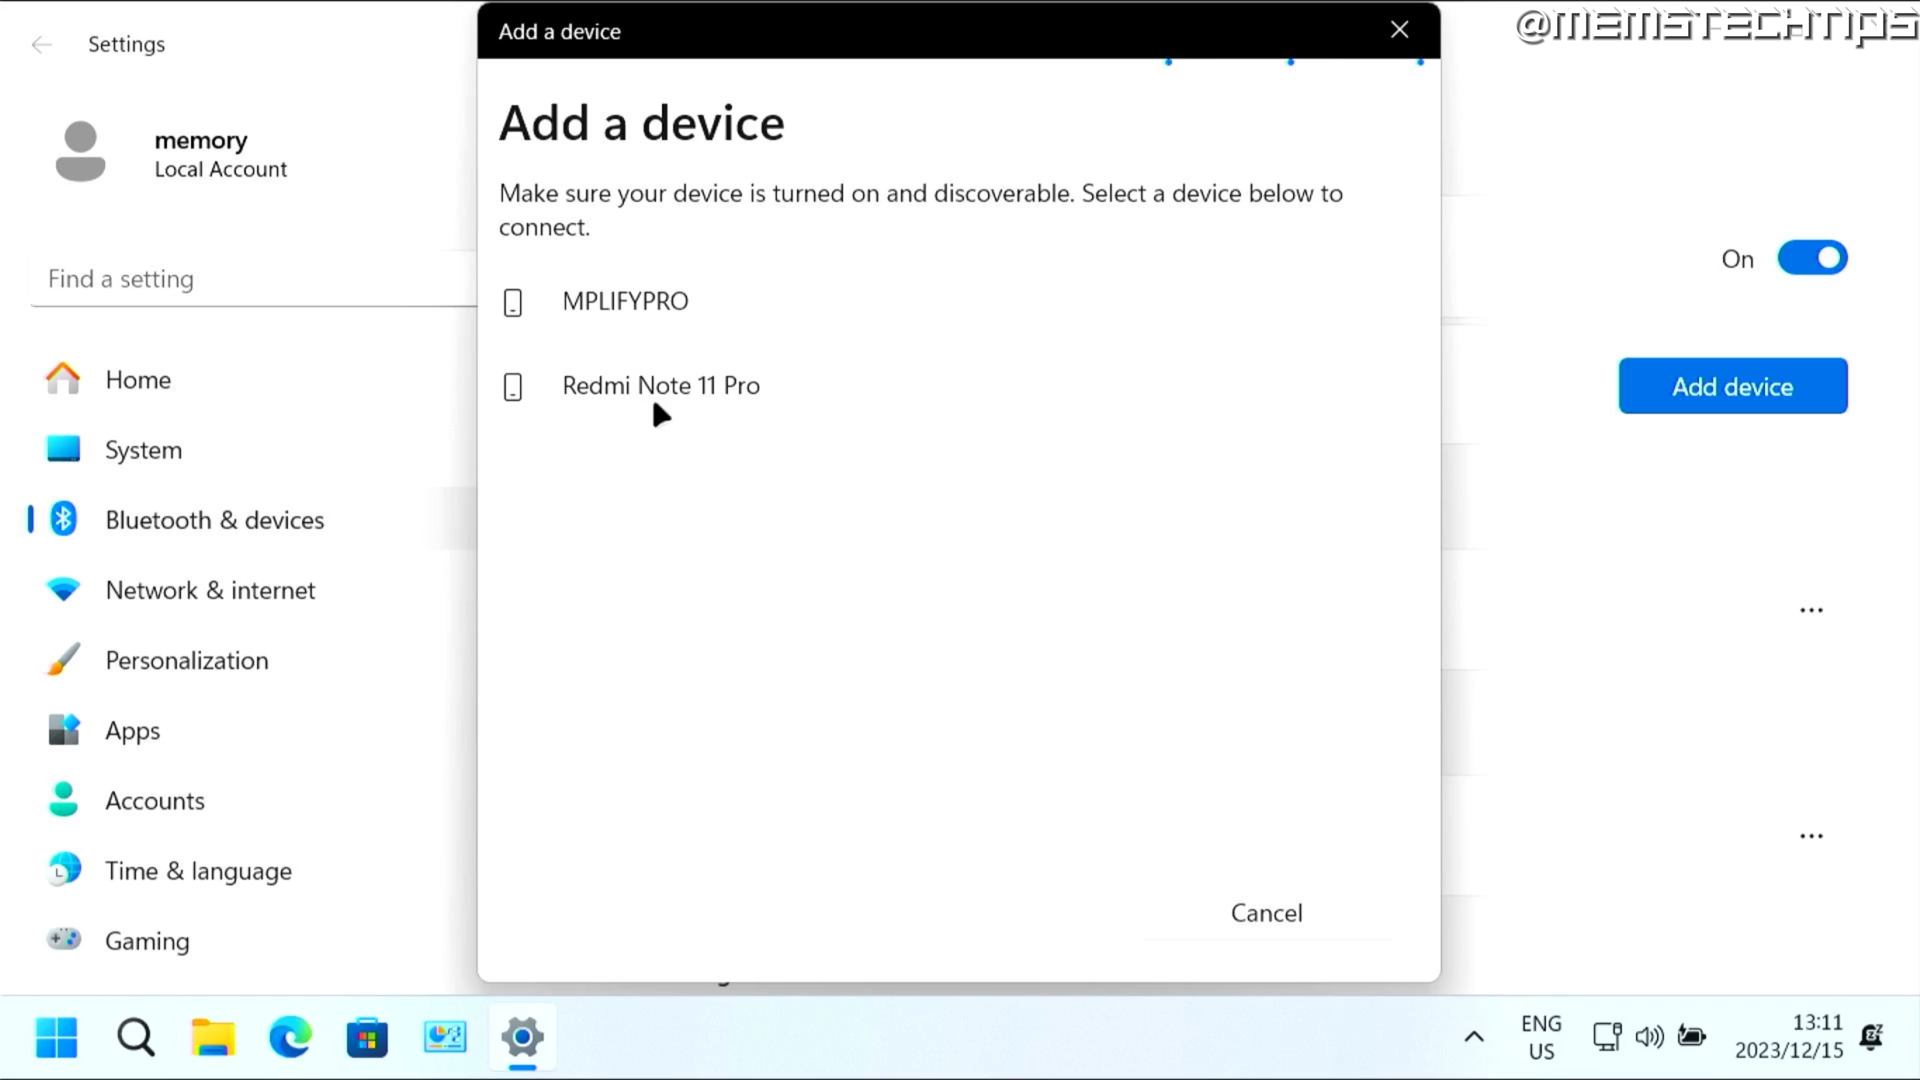 @MEMSTECHTIPS
Settings
Add a device
Add a device
memory
Local Account
Make sure your device is turned on and discoverable. Select a device below to
connect.
On
Find a setting
MPLIFYPRO
Home
Redmi Note 11 Pro
Add device
System
Bluetooth & devices
Network & internet
...
Personalization
Apps
Accounts
...
Time & language
Cancel
Gaming
ENG
US
13:11
2023/12/15